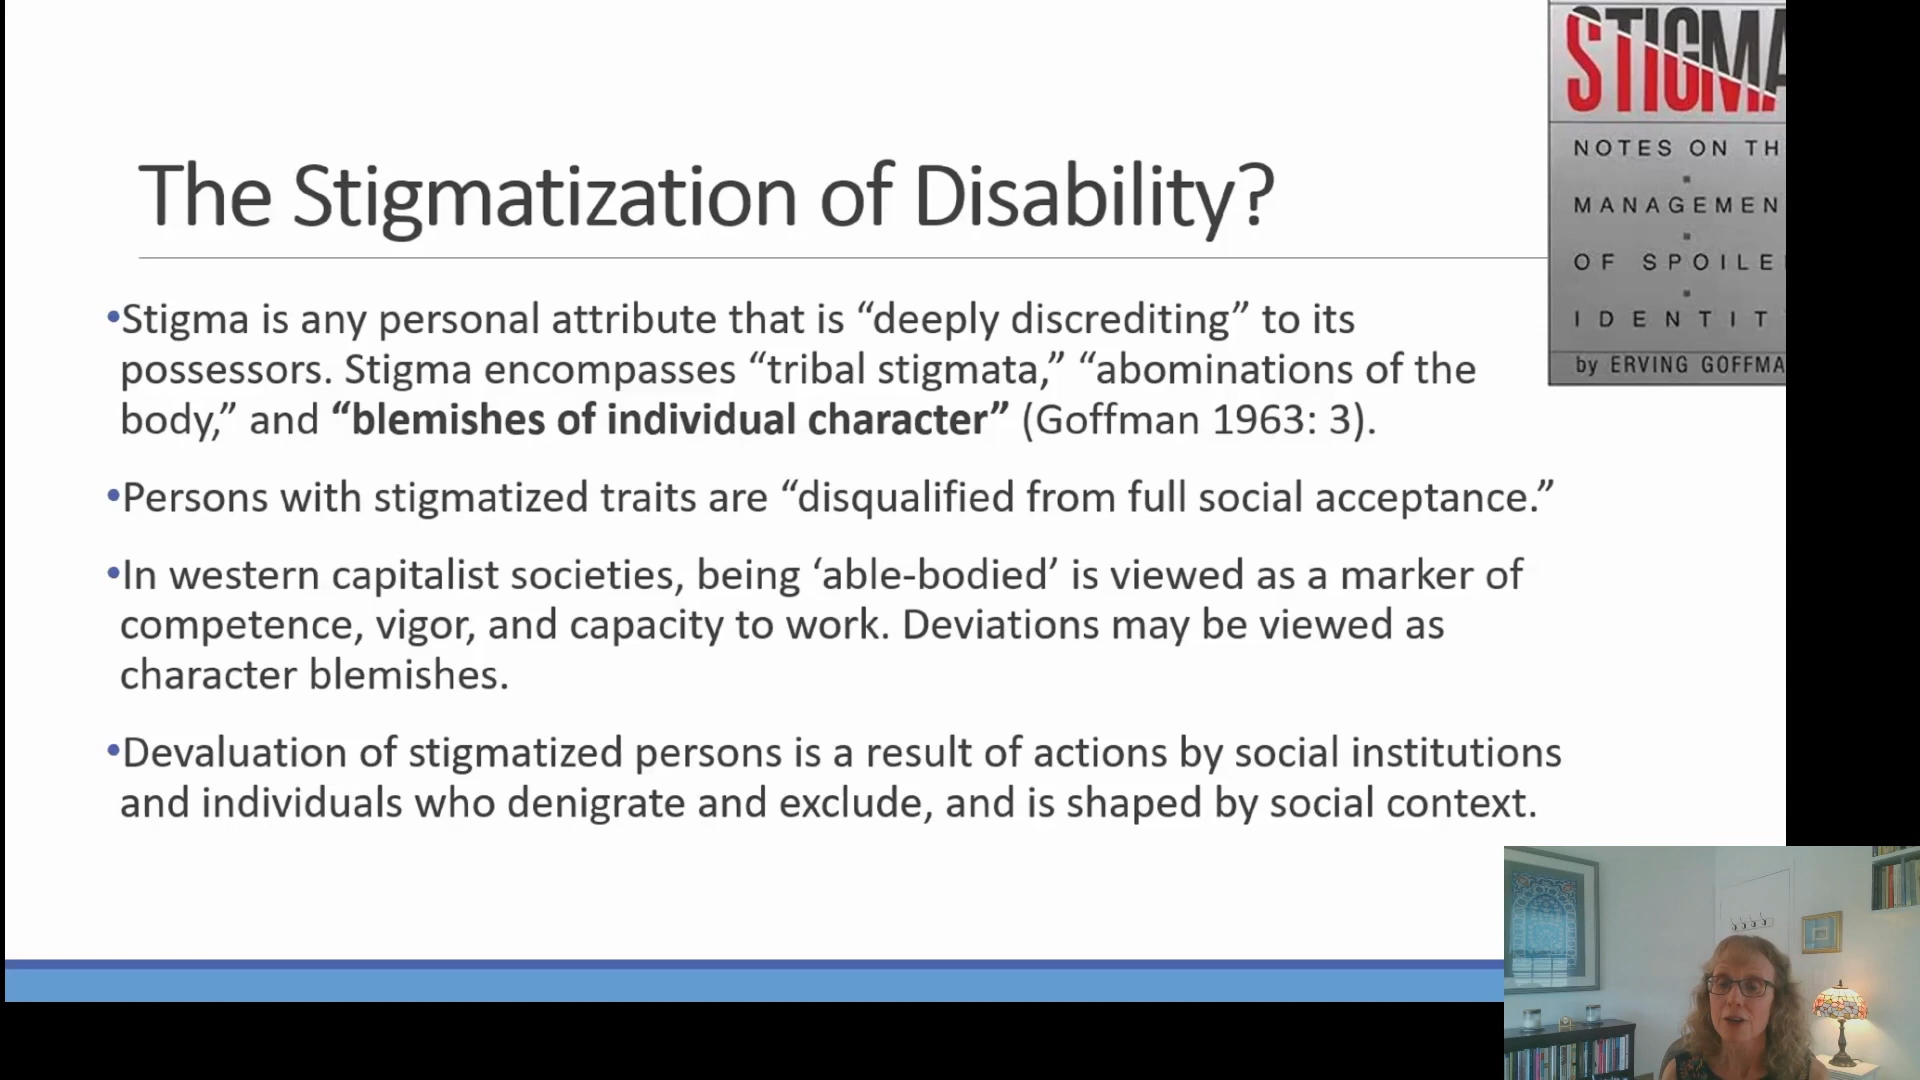 The Stigmatization of Disability?
•Stigma is any personal attribute that is “deeply discrediting” to its
possessors. Stigma encompasses “tribal stigmata,” “abominations of the
body,” and “blemishes of individual character” (Goffman 1963: 3).
•Persons with stigmatized traits are “disqualified from full social acceptance.”
•In western capitalist societies, being ‘able-bodied’ is viewed as a marker of
competence, vigor, and capacity to work. Deviations may be viewed as
character blemishes.
•Devaluation of stigmatized persons is a result of actions by social institutions
and individuals who denigrate and exclude, and is shaped by social context.
STIGMA
NOTES ON TH
MANAGEMEN
OF SPOILE
IDENTIT
by ERVING GOFFMA